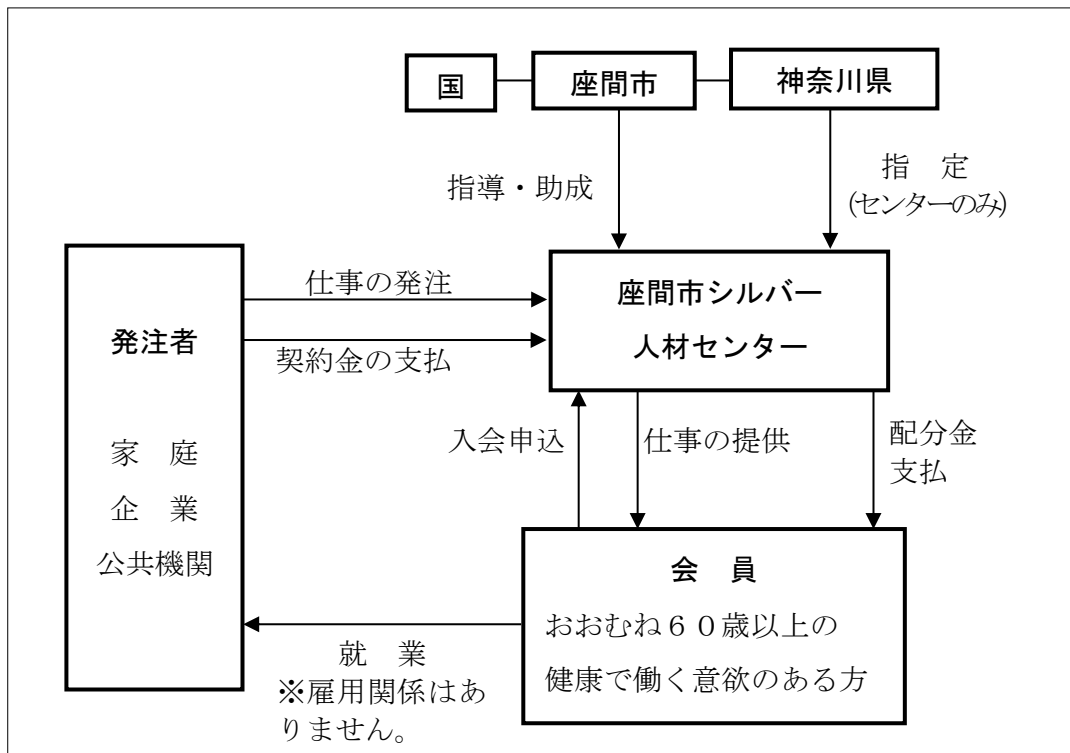 国
座間市
神奈川県
指導・助成
指　定
(センターのみ)
発注者
家　庭
企　業
公共機関
仕事の発注
契約金の支払
座間市シルバー
人材センター
入会申込
仕事の提供
配分金
支払
会　員
おおむね６０歳以上の
健康で働く意欲のある方
就　業
※雇用関係はあ
りません。